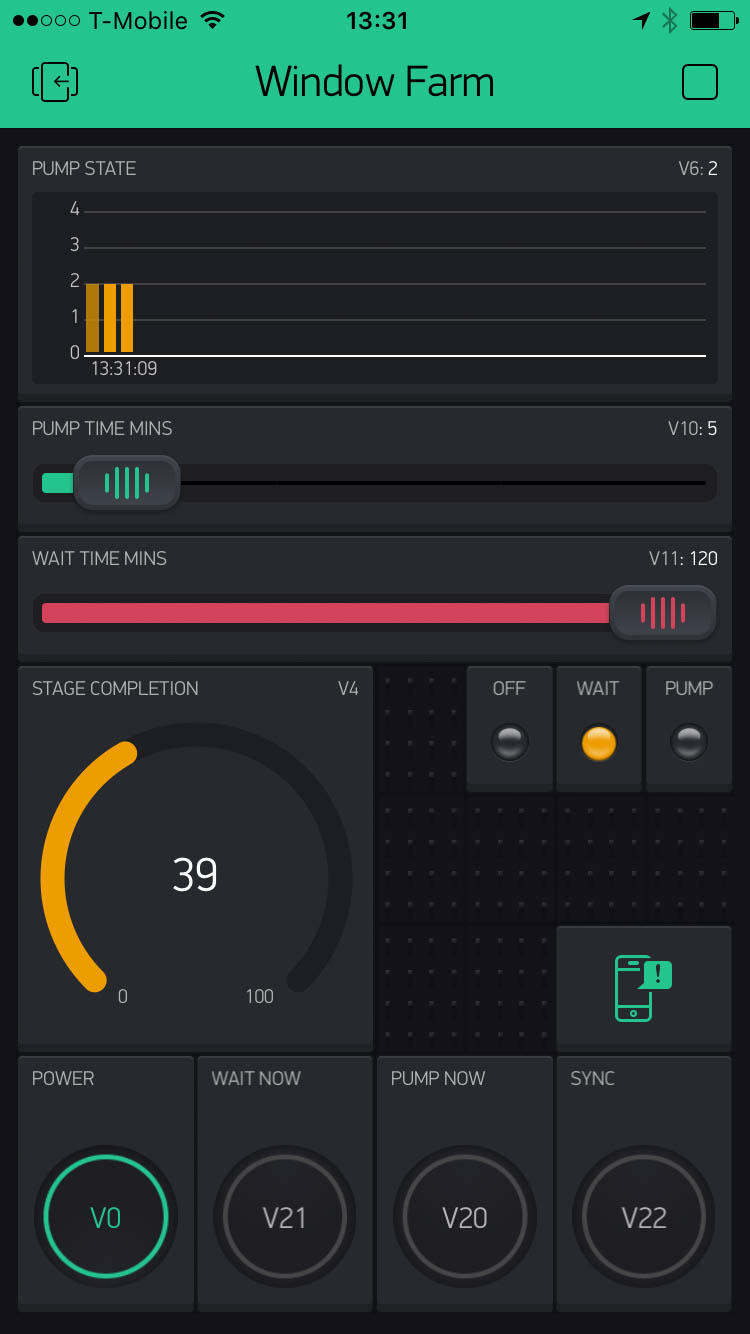 T-Mobile 13:31
Window Farm
PUMP STATE V6: 2
4
3
2
1
0
13:31:09
PUMP TIME MINS V10: 5
WAIT TIME MINS V11: 120
STAGE COMPLETION V4
OFF WAIT PUMP
39
0 100
!
POWER WAIT NOW PUMP NOW SYNC
V0 V21 V20 V22